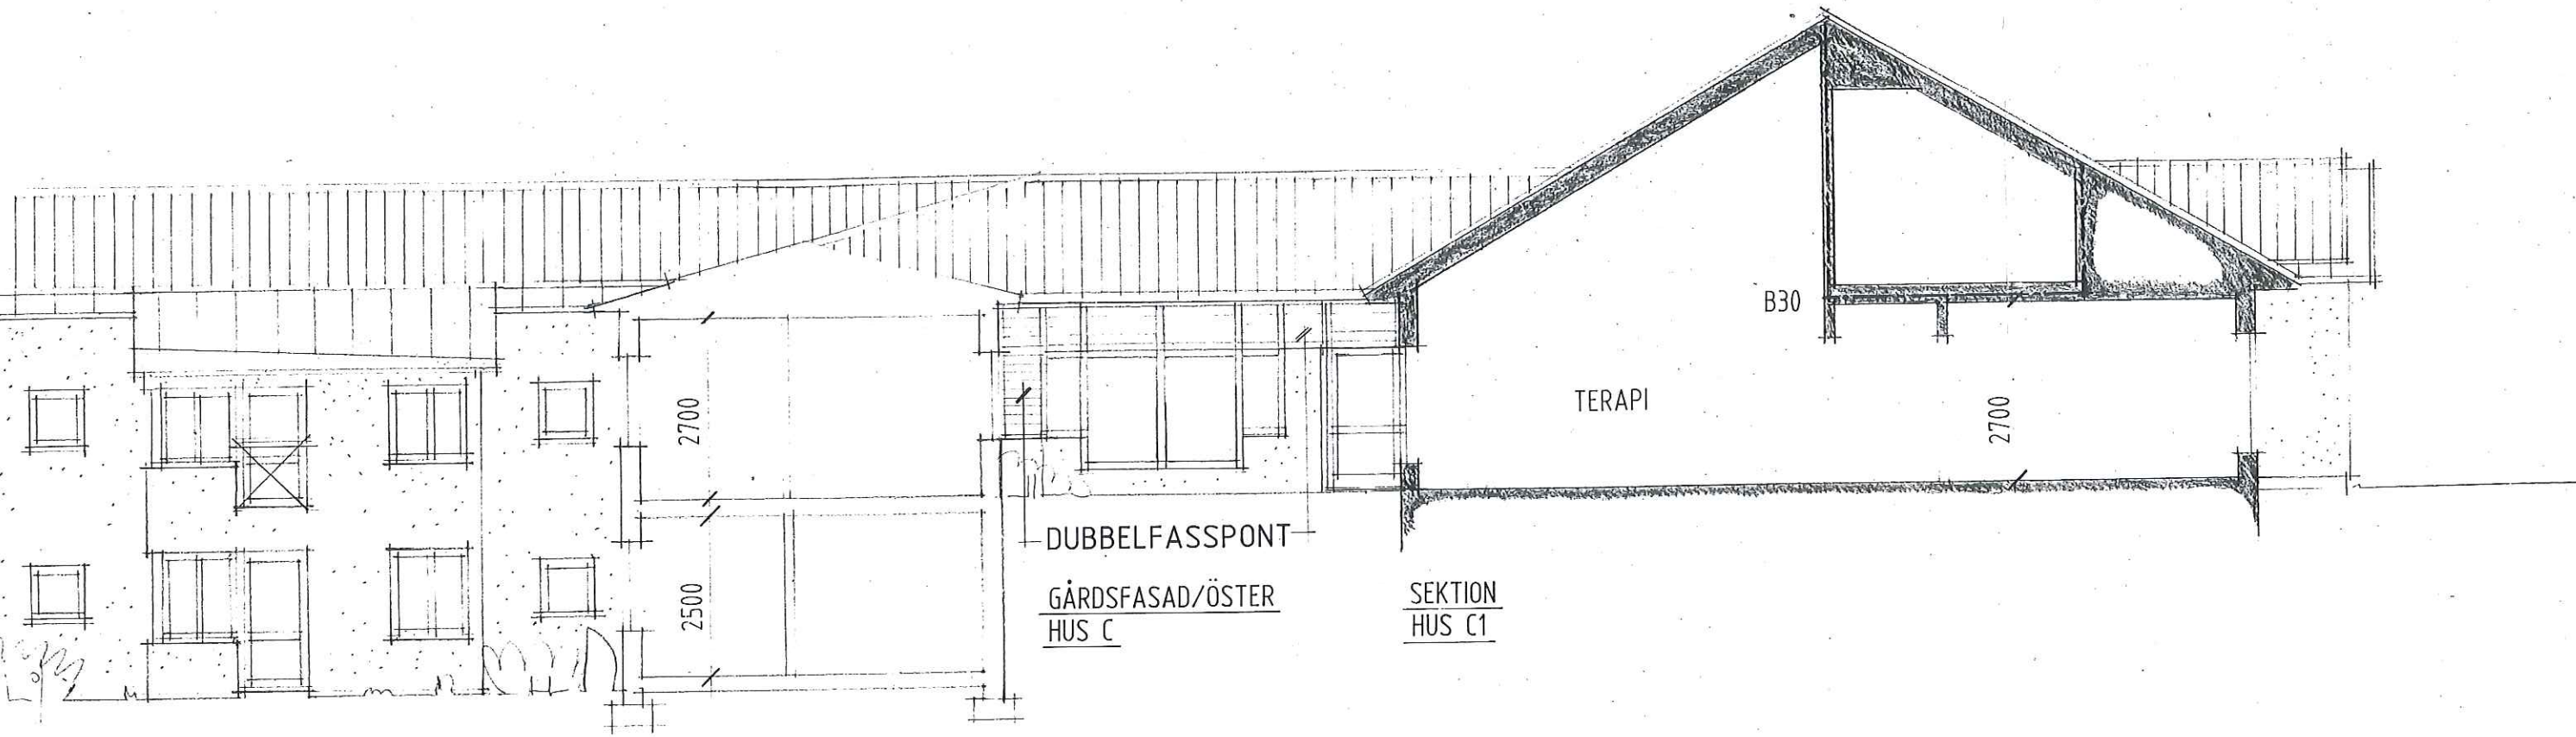 B30
TERAPI
2700
2700
2500
DUBBELFASSPONT
GÅRDSFASAD/ÖSTER
HUS C
SEKTION
HUS C1